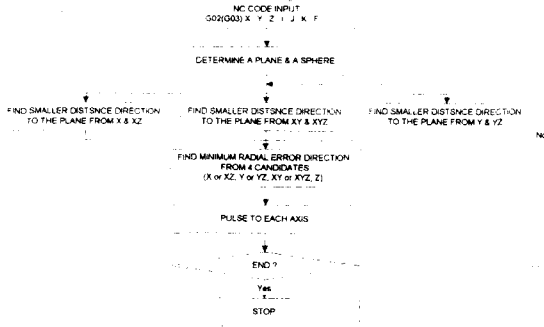 NC CODE INPUT
G02(G03) X Y Z I J K F
DETERMINE A PLANE & A SPHERE
FIND SMALLER DISTSNCE DIRECTION
TO THE PLANE FROM X & XZ
FIND SMALLER DISTSNCE DIRECTION
TO THE PLANE FROM XY & XYZ
FIND SMALLER DISTSNCE DIRECTION
TO THE PLANE FROM Y & YZ
No
FIND MINIMUM RADIAL ERROR DIRECTION
FROM 4 CANDIDATES
(X or XZ, Y or YZ, XY or XYZ, Z)
PULSE TO EACH AXIS
END ?
Yes
STOP